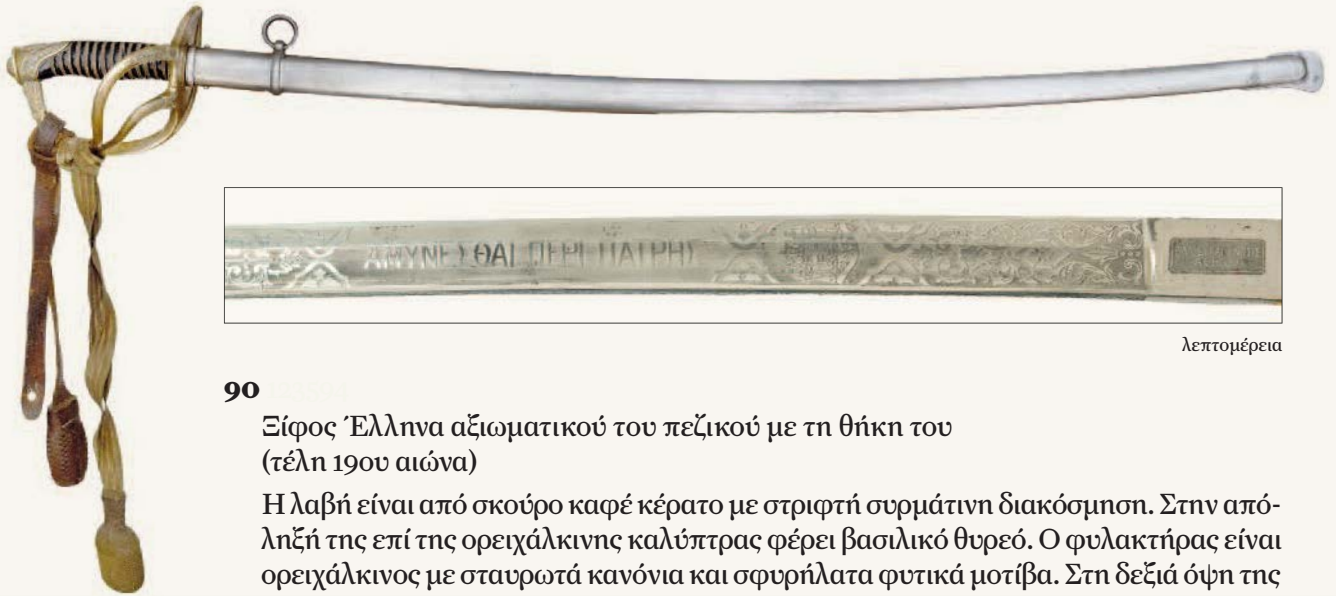 ΑΜΥΝΕΣΘΑΙ ΠΕΡΙ ΠΑΤΡΗΣ
λεπτομέρεια
90
Ξίφος Έλληνα αξιωματικού του πεζικού με τη θήκη του
(τέλη 19ου αιώνα)
Η λαβή είναι από σκούρο καφέ κέρατο με στριφτή συρμάτινη διακόσμηση. Στην από-
ληξή της επί της ορειχάλκινης καλύπτρας φέρει βασιλικό θυρεό. Ο φυλακτήρας είναι
ορειχάλκινος με σταυρωτά κανόνια και σφυρήλατα φυτικά μοτίβα. Στη δεξιά όψη της